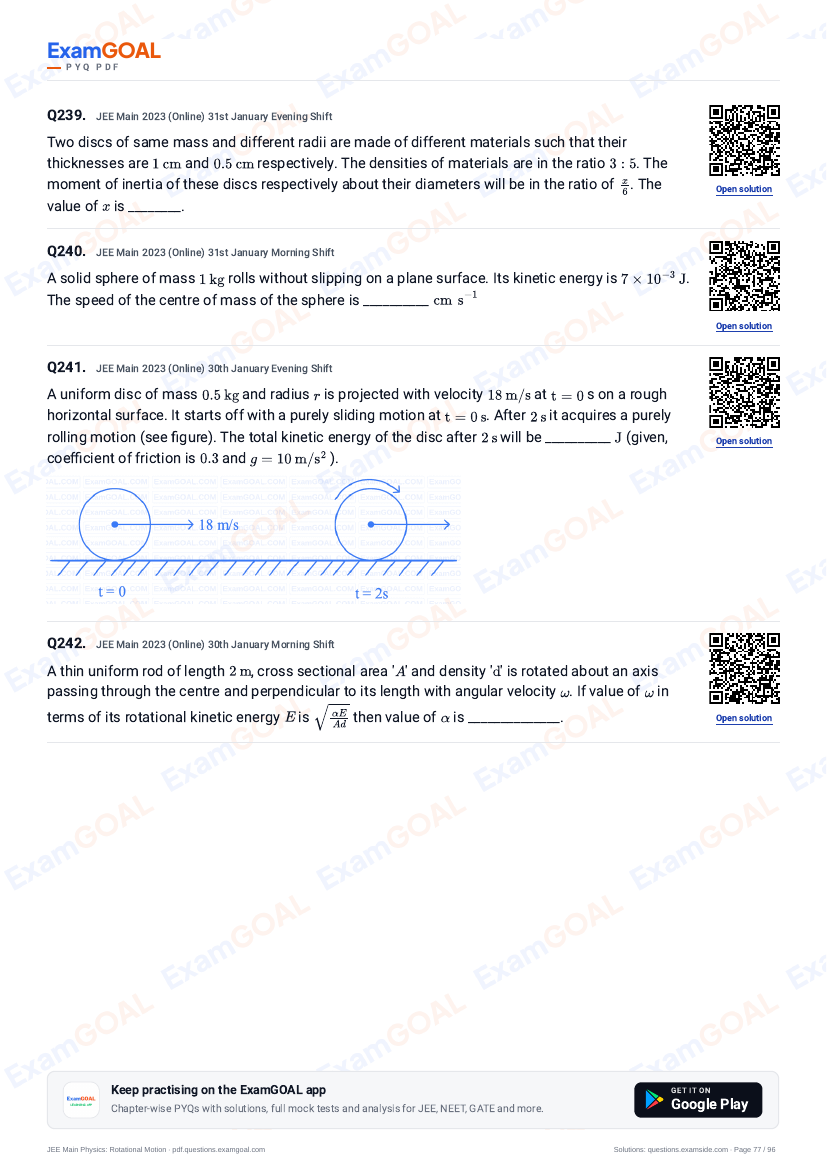 ExamGOAL
PYQ PDF
Q239. JEE Main 2023 (Online) 31st January Evening Shift
Two discs of same mass and different radii are made of different materials such that their
thicknesses are 1 cm and 0.5 cm respectively. The densities of materials are in the ratio 3 : 5. The
moment of inertia of these discs respectively about their diameters will be in the ratio of x/6. The
value of x is ________.
Open solution
Q240. JEE Main 2023 (Online) 31st January Morning Shift
A solid sphere of mass 1 kg rolls without slipping on a plane surface. Its kinetic energy is 7 × 10⁻³ J.
The speed of the centre of mass of the sphere is __________ cm s⁻¹
Open solution
Q241. JEE Main 2023 (Online) 30th January Evening Shift
A uniform disc of mass 0.5 kg and radius r is projected with velocity 18 m/s at t = 0 s on a rough
horizontal surface. It starts off with a purely sliding motion at t = 0 s. After 2 s it acquires a purely
rolling motion (see figure). The total kinetic energy of the disc after 2 s will be __________ J (given,
coefficient of friction is 0.3 and g = 10 m/s² ).
Open solution
18 m/s
t = 0
t = 2s
Q242. JEE Main 2023 (Online) 30th January Morning Shift
A thin uniform rod of length 2 m, cross sectional area 'A' and density 'd' is rotated about an axis
passing through the centre and perpendicular to its length with angular velocity ω. If value of ω in
terms of its rotational kinetic energy E is √(αE/Ad) then value of α is ______________.
Open solution
ExamGOAL
Keep practising on the ExamGOAL app
Chapter-wise PYQs with solutions, full mock tests and analysis for JEE, NEET, GATE and more.
GET IT ON
Google Play
JEE Main Physics: Rotational Motion · pdf.questions.examgoal.com
Solutions: questions.examside.com · Page 77 / 96